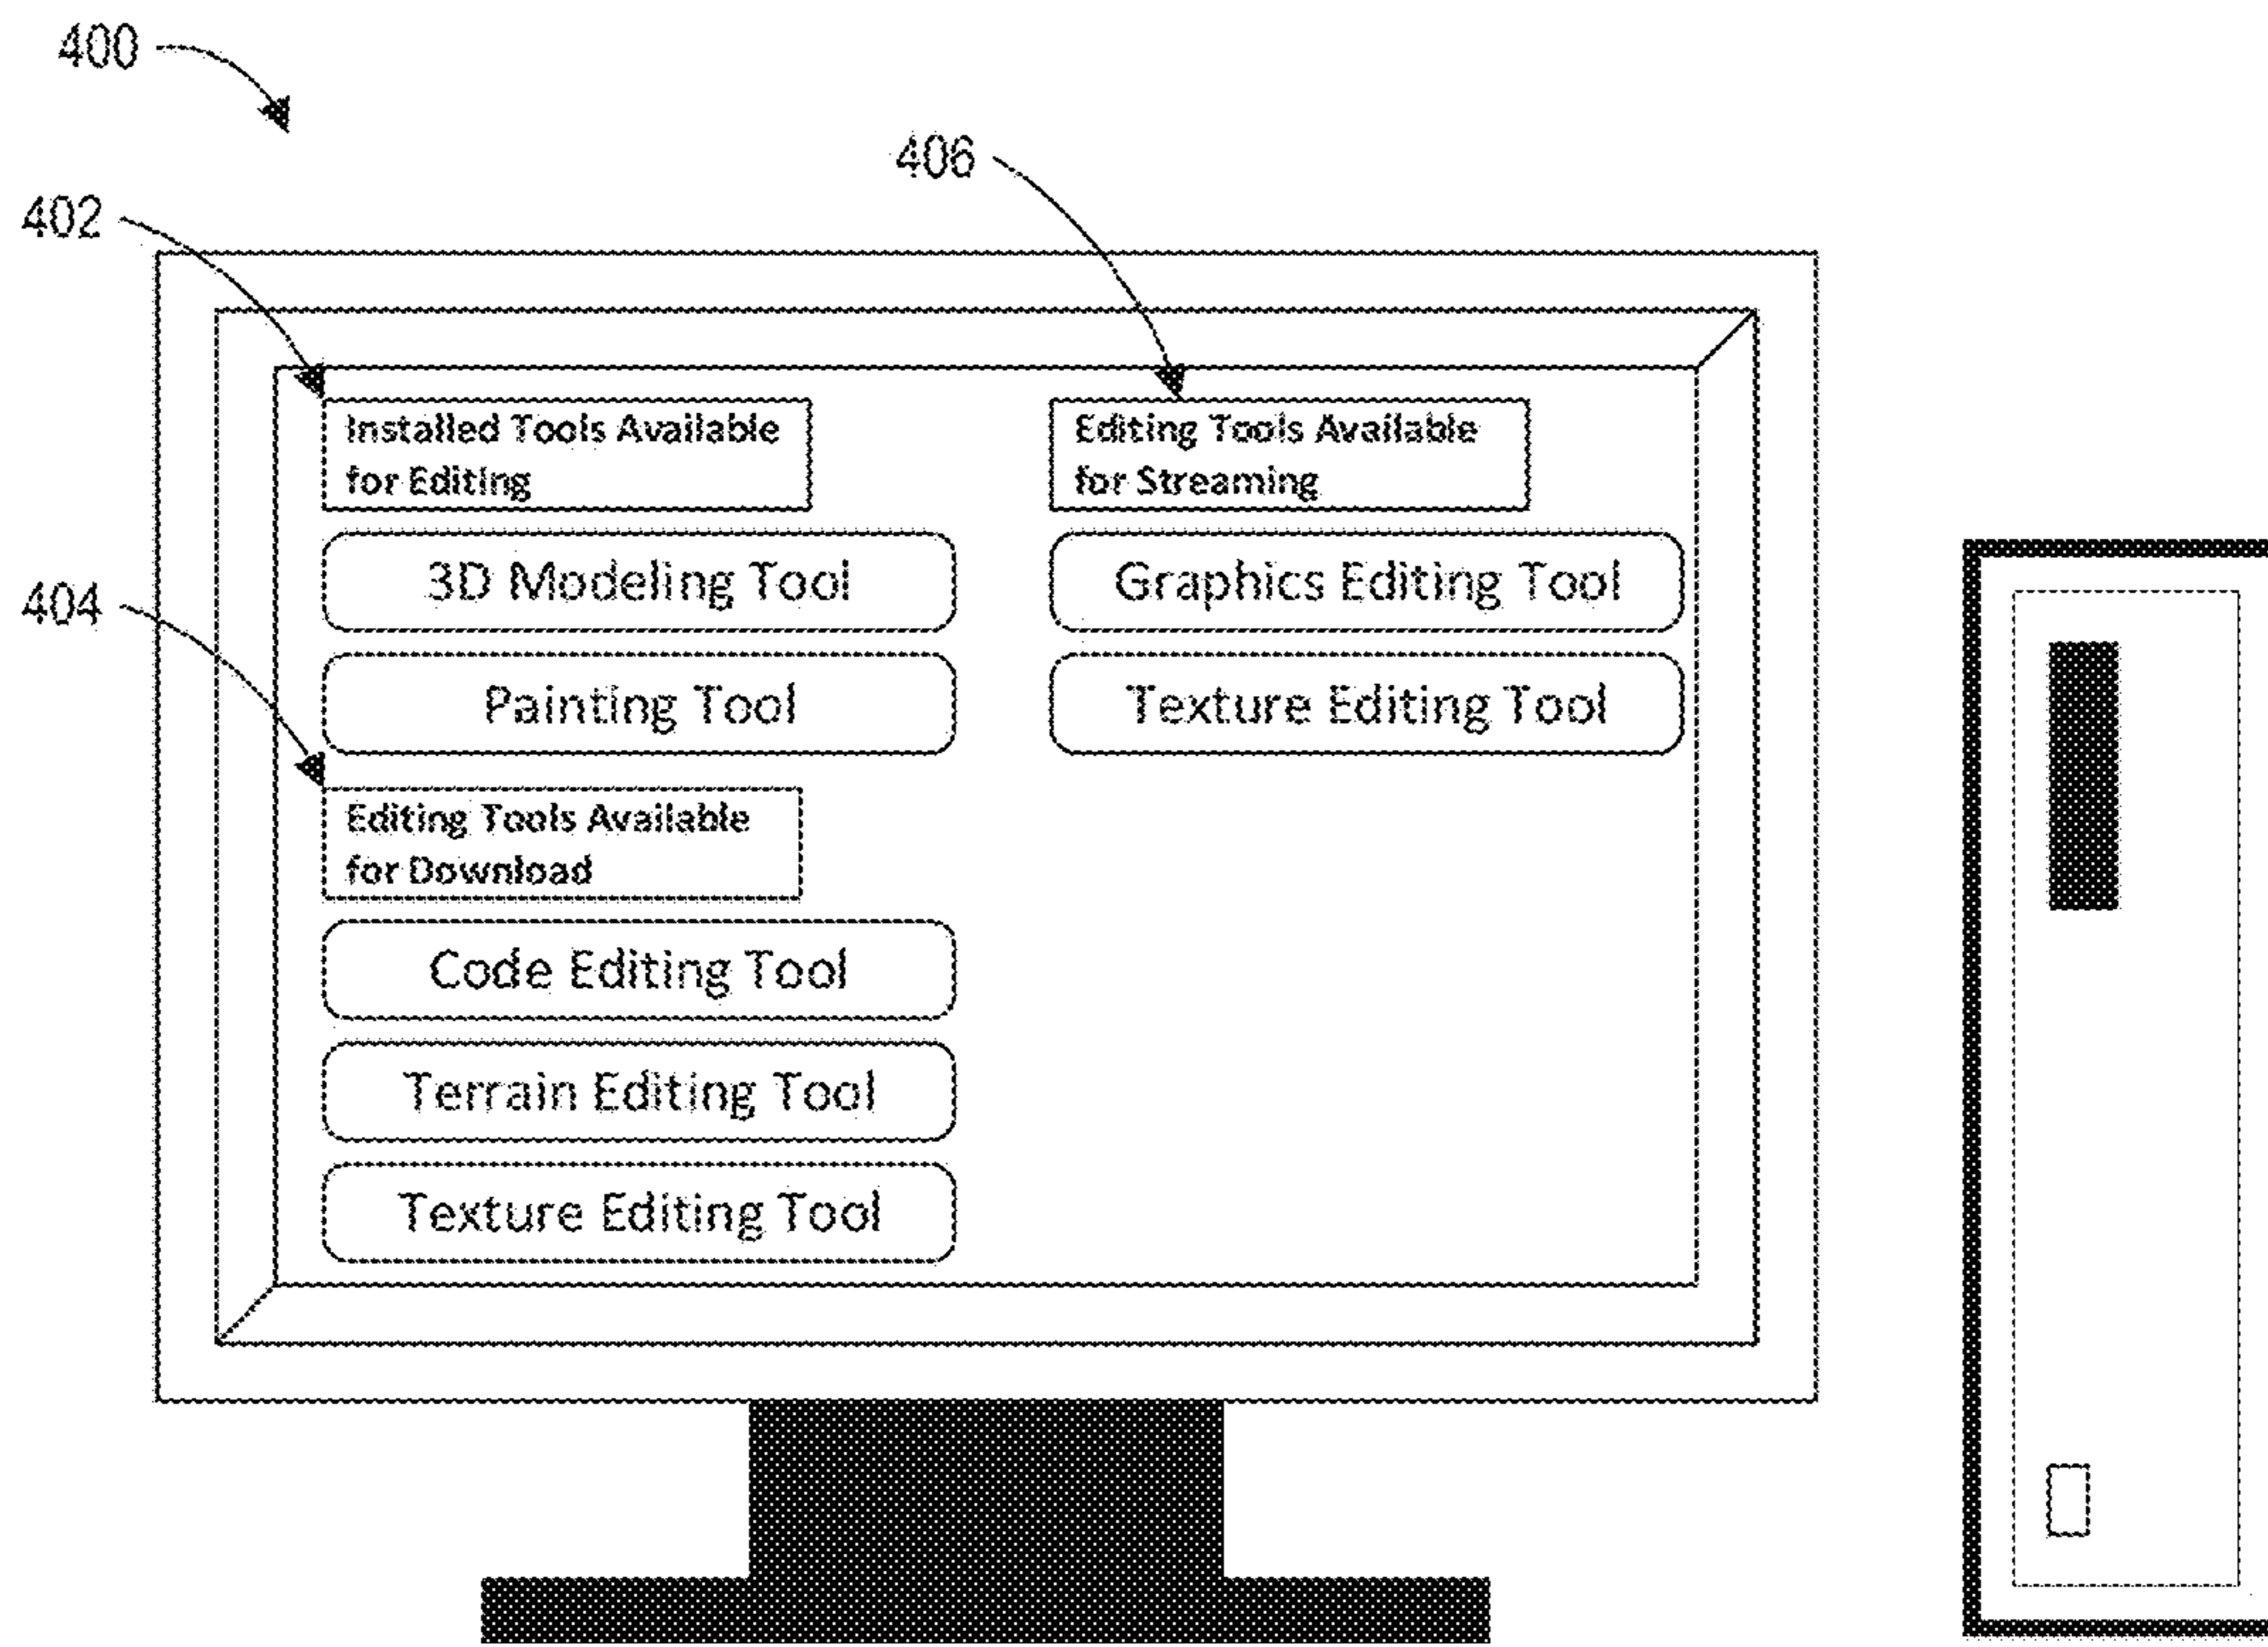 400
406
402
Installed Tools Available
for Editing
3D Modeling Tool
Painting Tool
404
Editing Tools Available
for Download
Code Editing Tool
Terrain Editing Tool
Texture Editing Tool
Editing Tools Available
for Streaming
Graphics Editing Tool
Texture Editing Tool